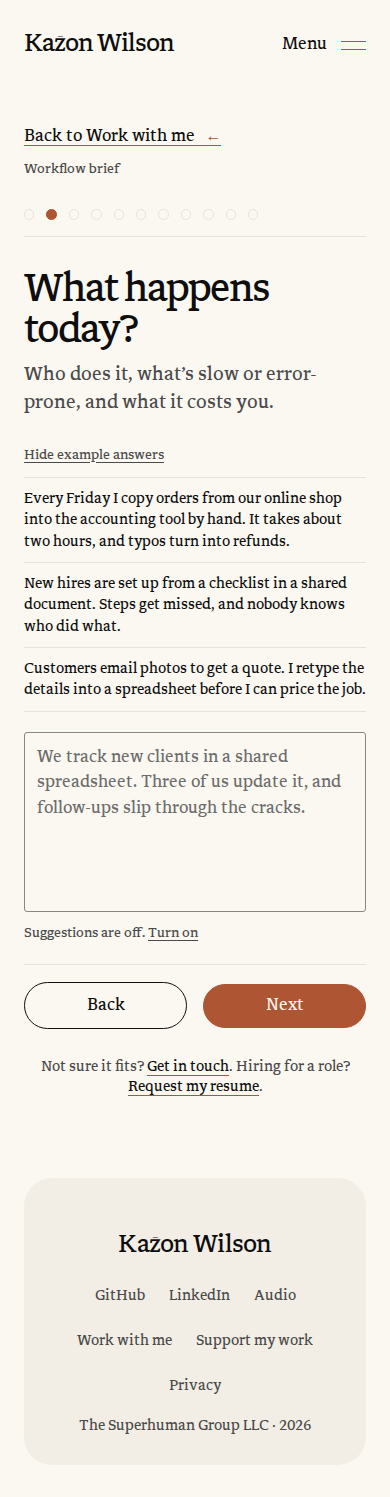 Każon Wilson
Menu
Back to Work with me ←
Workflow brief
What happens
today?
Who does it, what’s slow or error-
prone, and what it costs you.
Hide example answers
Every Friday I copy orders from our online shop
into the accounting tool by hand. It takes about
two hours, and typos turn into refunds.
New hires are set up from a checklist in a shared
document. Steps get missed, and nobody knows
who did what.
Customers email photos to get a quote. I retype the
details into a spreadsheet before I can price the job.
We track new clients in a shared
spreadsheet. Three of us update it, and
follow-ups slip through the cracks.
Suggestions are off. Turn on
Back
Next
Not sure it fits? Get in touch. Hiring for a role?
Request my resume.
Każon Wilson
GitHub LinkedIn Audio
Work with me Support my work
Privacy
The Superhuman Group LLC · 2026